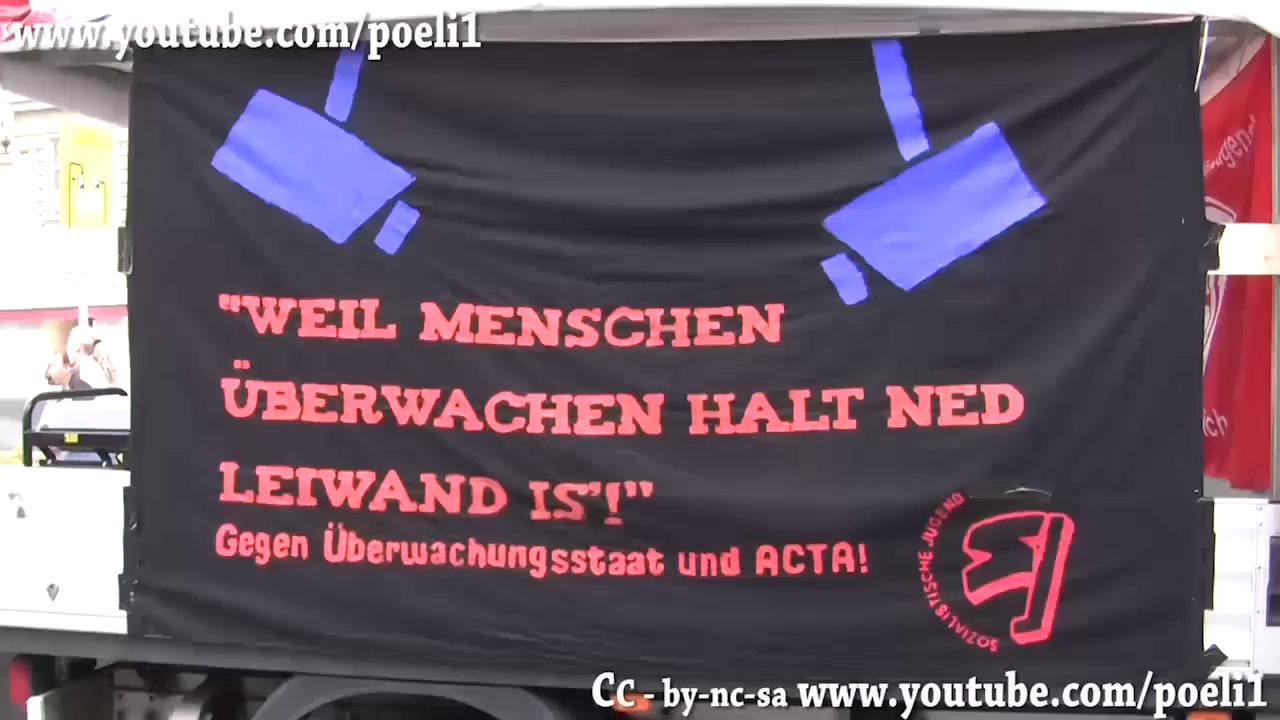 www.youtube.com/poeli1
"WEIL MENSCHEN
ÜBERWACHEN HALT NED
LEIWAND IS'!"
Gegen Überwachungsstaat und ACTA!
SOZIALISTISCHE JUGEND
Cc - by-nc-sa www.youtube.com/poeli1